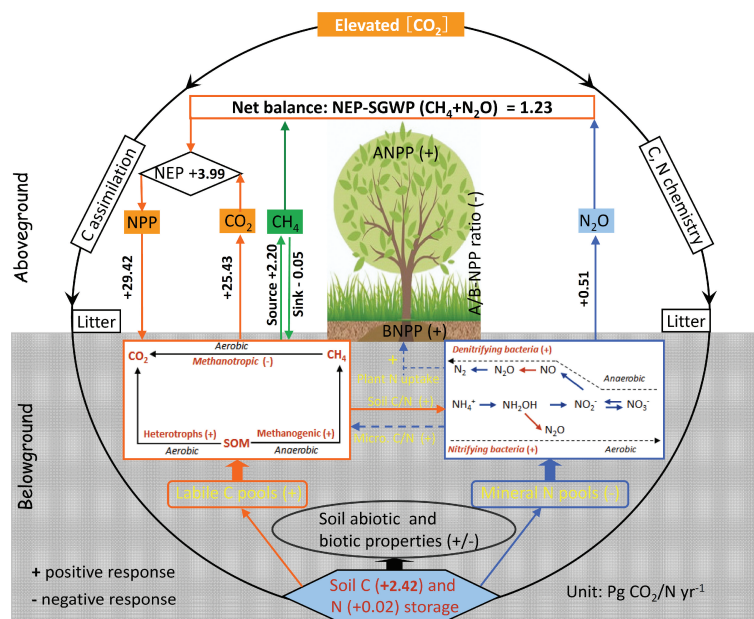 Elevated [CO2]
Net balance: NEP-SGWP (CH4+N2O) = 1.23
Aboveground
C assimilation
C, N chemistry
NEP +3.99
ANPP (+)
A/B-NPP ratio (-)
NPP
CO2
CH4
N2O
+29.42
+25.43
Source +2.20
Sink - 0.05
+0.51
Litter
Litter
BNPP (+)
Belowground
Aerobic
CO2
CH4
Methanotropic (-)
Heterotrophs (+)
SOM
Methanogenic (+)
Aerobic
Anaerobic
+
Plant N uptake
Soil C/N (+)
Micro. C/N (+)
Denitrifying bacteria (+)
N2
N2O
NO
Anaerobic
NH4+
NH2OH
NO2-
NO3-
N2O
Nitrifying bacteria (+)
Aerobic
Labile C pools (+)
Mineral N pools (-)
Soil abiotic and
biotic properties (+/-)
+ positive response
- negative response
Soil C (+2.42) and
N (+0.02) storage
Unit: Pg CO2/N yr-1